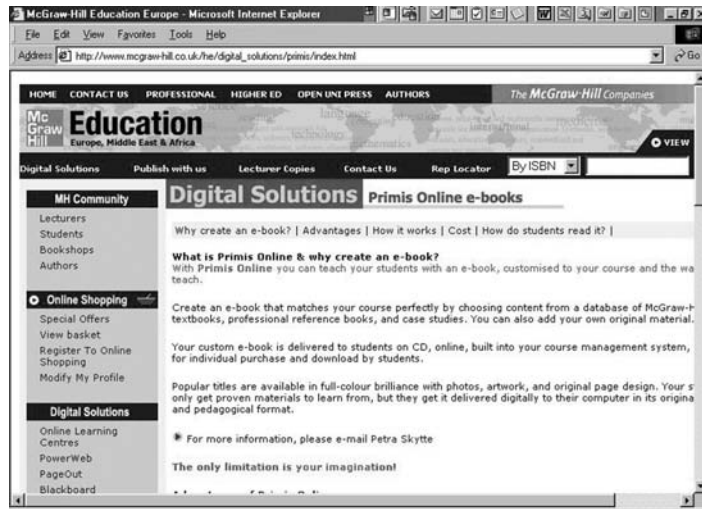 McGraw-Hill Education Europe - Microsoft Internet Explorer
File Edit View Favorites Tools Help
Address http://www.mcgraw-hill.co.uk/he/digital_solutions/primis/index.html Go
HOME CONTACT US PROFESSIONAL HIGHER ED OPEN UNI PRESS AUTHORS The McGraw-Hill Companies
Mc
Graw
Hill
Education
Europe, Middle East & Africa
VIEW
Digital Solutions Publish with us Lecturer Copies Contact Us Rep Locator By ISBN
MH Community
Lecturers
Students
Bookshops
Authors
Online Shopping
Special Offers
View basket
Register To Online
Shopping
Modify My Profile
Digital Solutions
Online Learning
Centres
PowerWeb
PageOut
Blackboard
Digital Solutions Primis Online e-books
Why create an e-book? | Advantages | How it works | Cost | How do students read it? |
What is Primis Online & why create an e-book?
With Primis Online you can teach your students with an e-book, customised to your course and the wa
teach.
Create an e-book that matches your course perfectly by choosing content from a database of McGraw-H
textbooks, professional reference books, and case studies. You can also add your own original material.
Your custom e-book is delivered to students on CD, online, built into your course management system,
for individual purchase and download by students.
Popular titles are available in full-colour brilliance with photos, artwork, and original page design. Your s
only get proven materials to learn from, but they get it delivered digitally to their computer in its origina
and pedagogical format.
For more information, please e-mail Petra Skytte
The only limitation is your imagination!